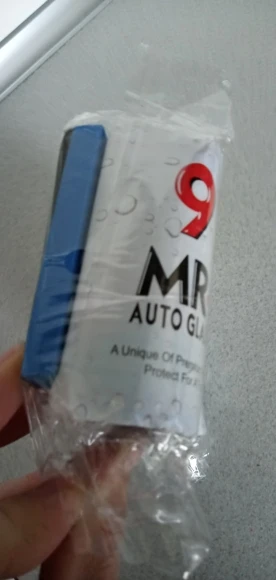 9
MR
AUTO GL
A Unique Of
Protect For